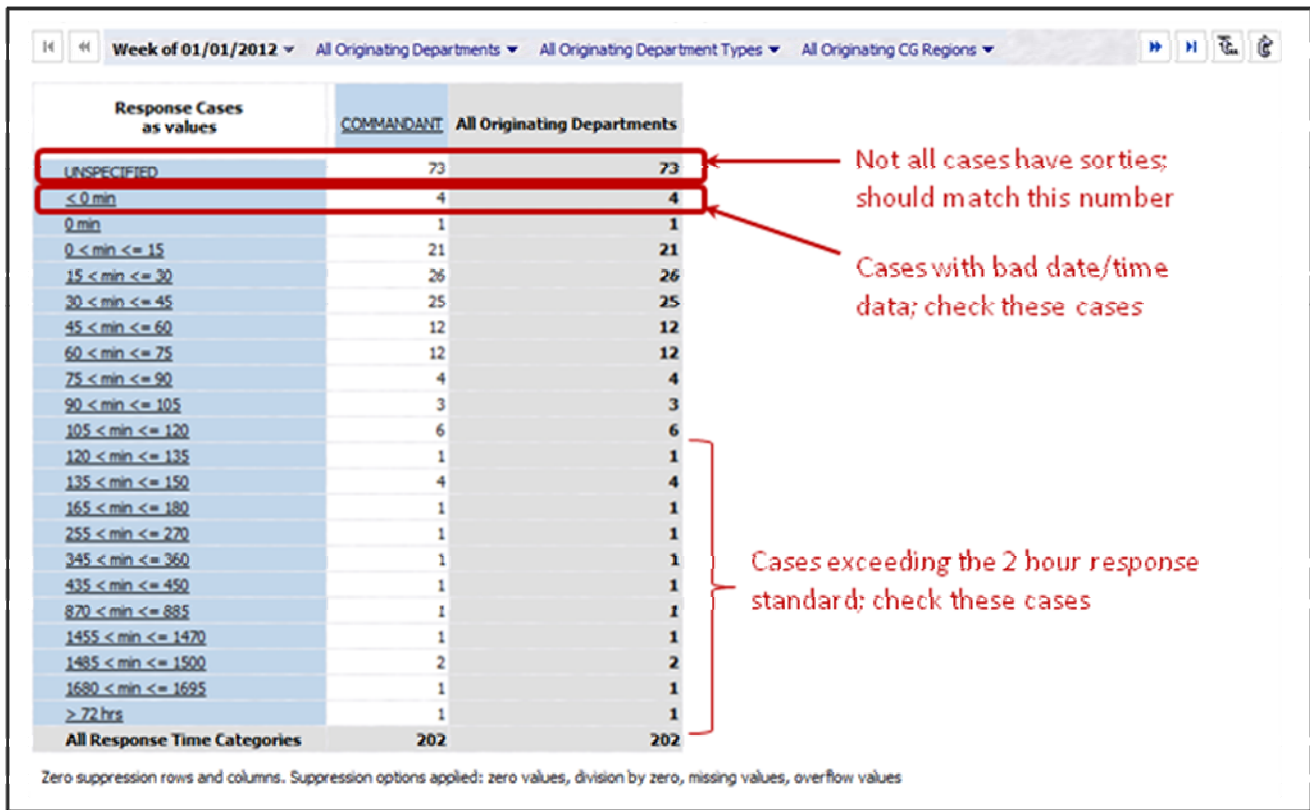 Week of 01/01/2012 All Originating Departments All Originating Department Types All Originating CG Regions
Response Cases
as values
COMMANDANT All Originating Departments
UNSPECIFIED 73 73
< 0 min 4 4
0 min 1 1
0 < min <= 15 21 21
15 < min <= 30 26 26
30 < min <= 45 25 25
45 < min <= 60 12 12
60 < min <= 75 12 12
75 < min <= 90 4 4
90 < min <= 105 3 3
105 < min <= 120 6 6
120 < min <= 135 1 1
135 < min <= 150 4 4
165 < min <= 180 1 1
255 < min <= 270 1 1
345 < min <= 360 1 1
435 < min <= 450 1 1
870 < min <= 885 1 1
1455 < min <= 1470 1 1
1485 < min <= 1500 2 2
1680 < min <= 1695 1 1
> 72 hrs 1 1
All Response Time Categories 202 202
Not all cases have sorties;
should match this number
Cases with bad date/time
data; check these cases
Cases exceeding the 2 hour response
standard; check these cases
Zero suppression rows and columns. Suppression options applied: zero values, division by zero, missing values, overflow values